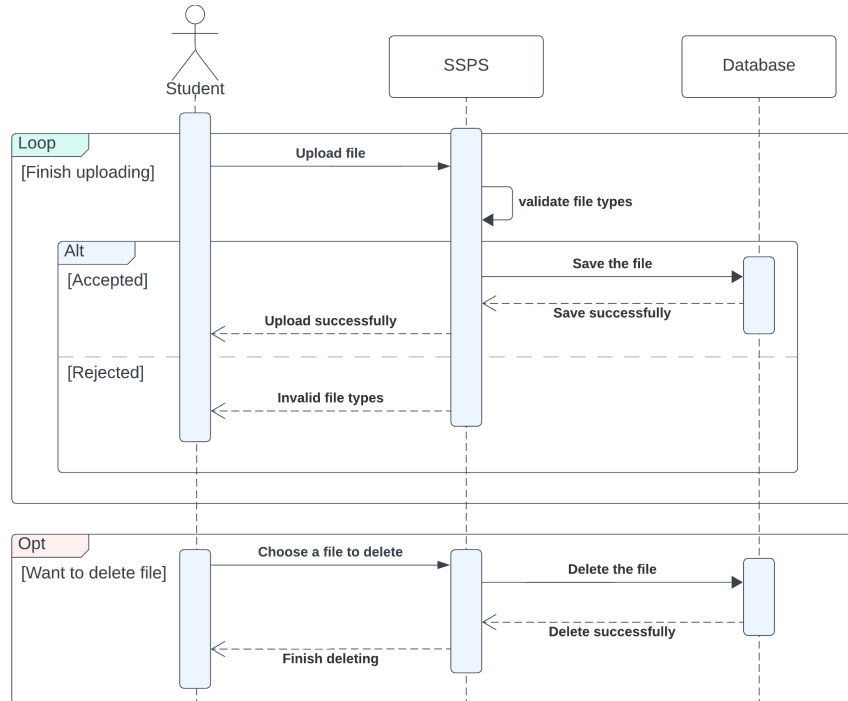 Student
SSPS
Database
Loop
[Finish uploading]
Upload file
validate file types
Alt
[Accepted]
Save the file
Save successfully
Upload successfully
[Rejected]
Invalid file types
Opt
[Want to delete file]
Choose a file to delete
Delete the file
Delete successfully
Finish deleting